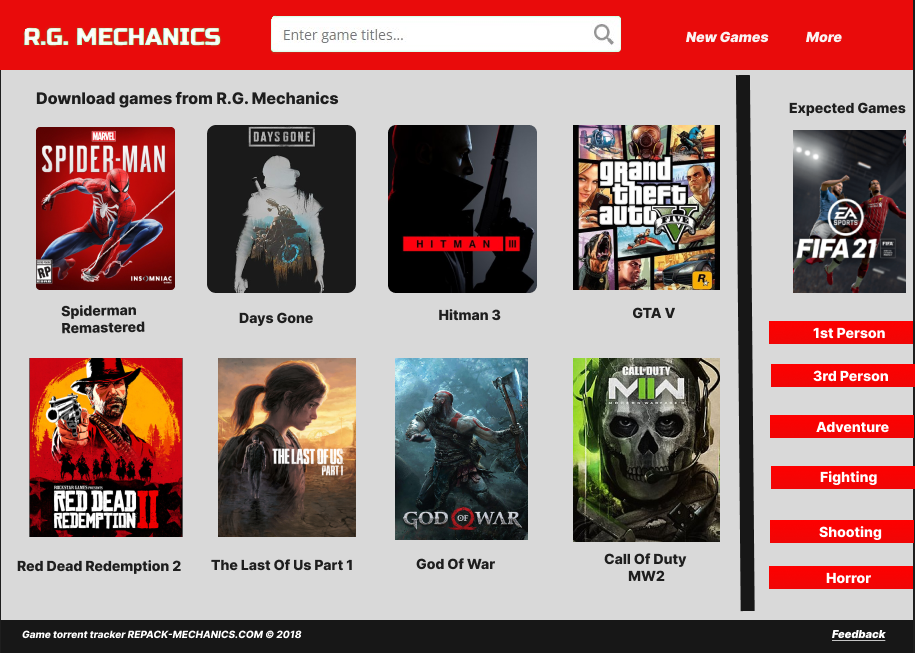 R.G. MECHANICS
Enter game titles...
New Games
More
Download games from R.G. Mechanics
Expected Games
MARVEL
SPIDER-MAN
RP
INSOMNIAC
DAYS GONE
HITMAN III
grand
theft
auto V
FIVE
R
EA
SPORTS
FIFA 21
FIFA
Spiderman
Remastered
Days Gone
Hitman 3
GTA V
1st Person
3rd Person
Adventure
Fighting
Shooting
Horror
ROCKSTAR GAMES PRESENTS
RED DEAD
REDEMPTION II
THE LAST OF US
PART I
GOD OF WAR
CALL OF DUTY
MWII
MODERN WARFARE II
Red Dead Redemption 2
The Last Of Us Part 1
God Of War
Call Of Duty
MW2
Game torrent tracker REPACK-MECHANICS.COM © 2018
Feedback